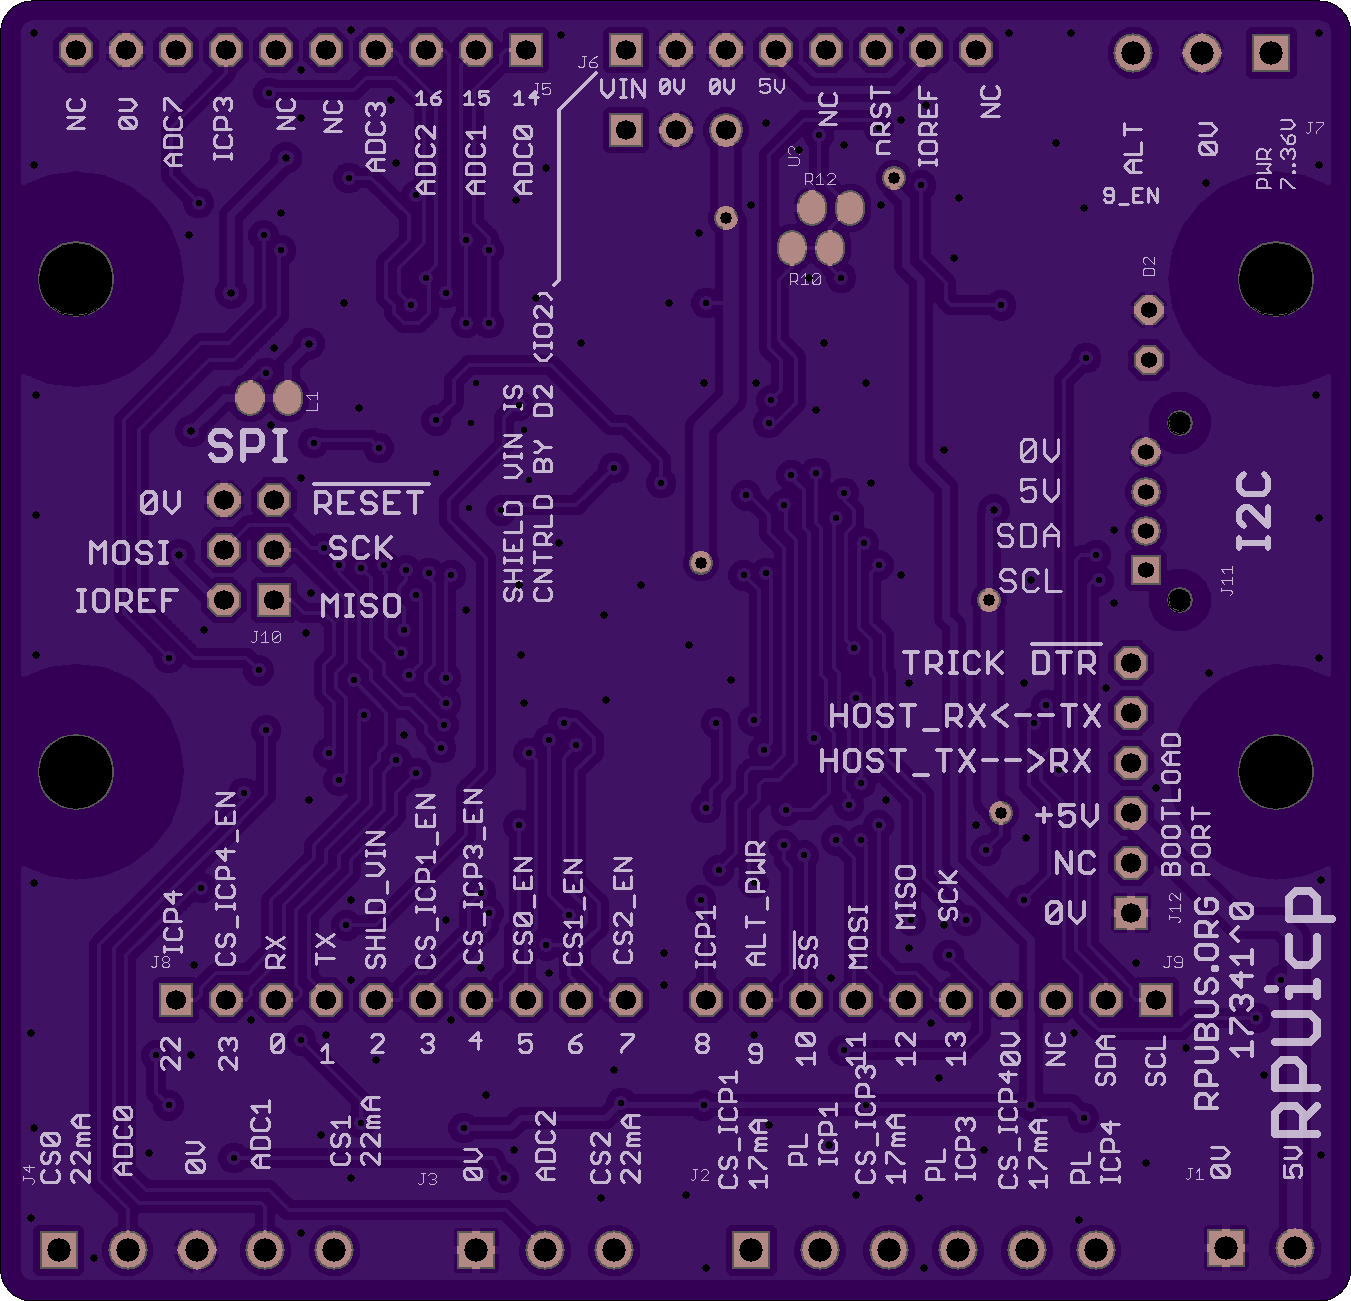 J6
J5
VIN
0V
0V
5V
NC
nRST
IOREF
NC
NC
0V
ADC7
ICP3
NC
NC
ADC3
16
ADC2
15
ADC1
14
ADC0
ALT
9_EN
0V
PWR
7..36V
J7
R12
R10
D2
L1
SHIELD VIN IS
CNTRLD BY D2 (IO2)
SPI
0V
RESET
MOSI
SCK
IOREF
MISO
J10
0V
5V
SDA
SCL
I2C
J11
TRICK DTR
HOST_RX<--TX
HOST_TX-->RX
+5V
NC
0V
BOOTLOAD
PORT
J12
J8
ICP4
CS_ICP4_EN
RX
TX
SHLD_VIN
CS_ICP1_EN
CS_ICP3_EN
CS0_EN
CS1_EN
CS2_EN
ICP1
ALT_PWR
SS
MOSI
MISO
SCK
J9
RPUBUS.ORG
17341^0
RPUicp
22
23
0
1
2
3
4
5
6
7
8
9
10
11
12
13
0V
NC
SDA
SCL
J4
CS0
22mA
ADC0
0V
ADC1
CS1
22mA
J3
0V
ADC2
CS2
22mA
J2
CS_ICP1
17mA
PL
ICP1
CS_ICP3
17mA
PL
ICP3
CS_ICP4
17mA
PL
ICP4
J1
0V
5V